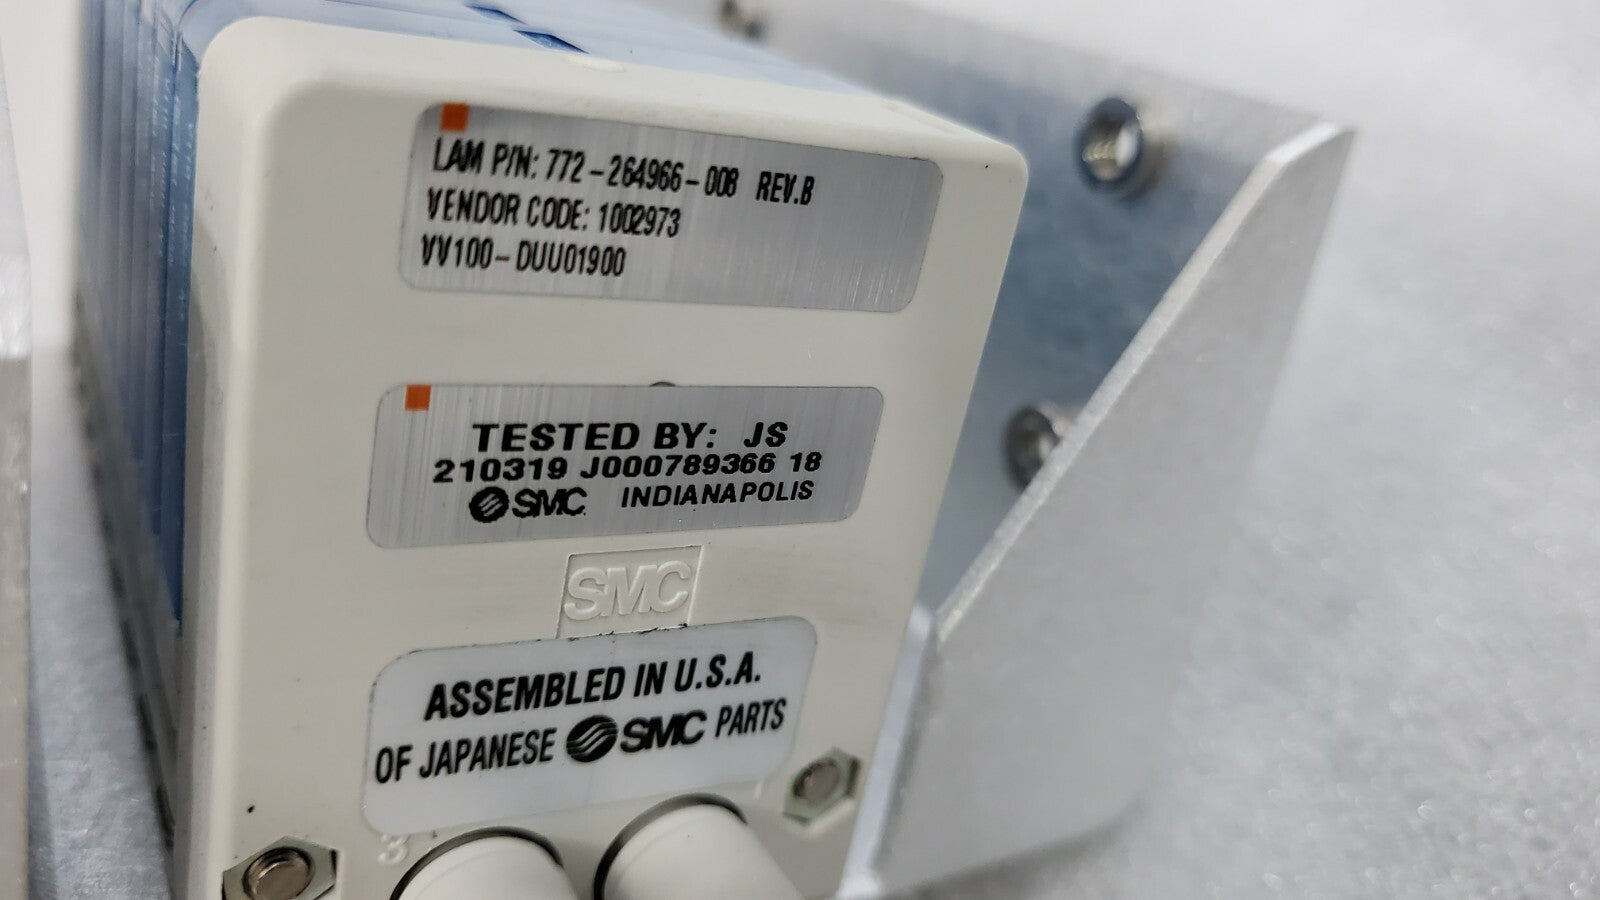 LAM P/N: 772-264966-008 REV.B
VENDOR CODE: 1002973
VV100-DUU01900
TESTED BY: JS
210319 J000789366 18
SMC INDIANAPOLIS
SMC
ASSEMBLED IN U.S.A.
OF JAPANESE SMC PARTS
3